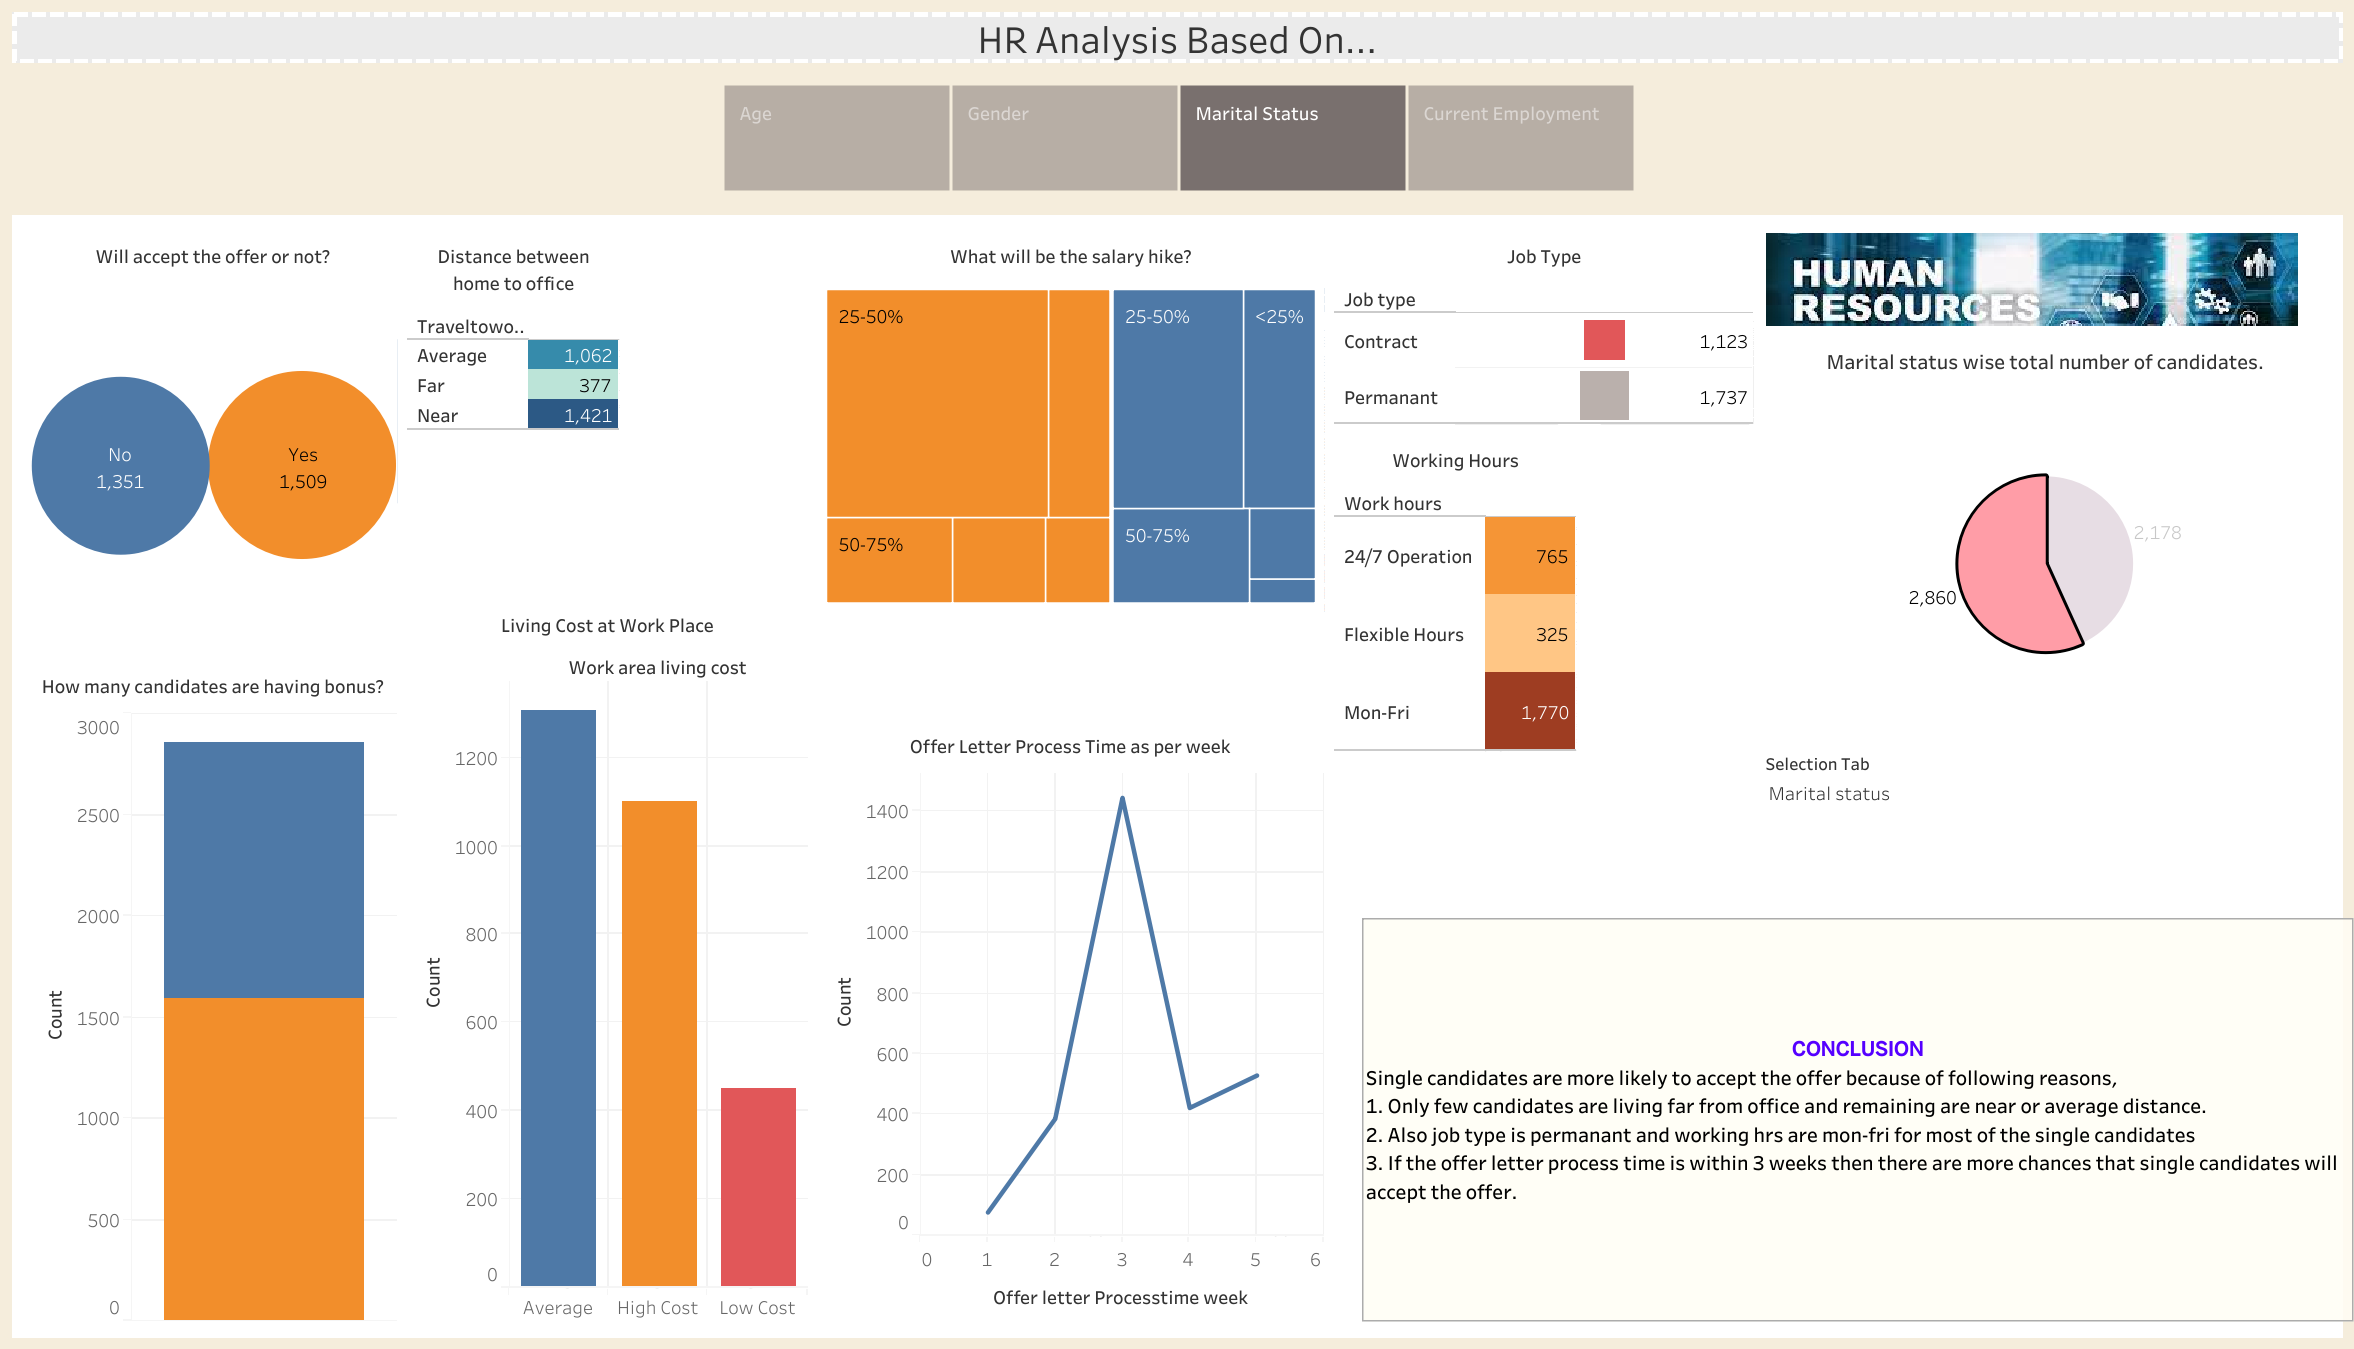 HR Analysis Based On...
Age
Gender
Marital Status
Current Employment
Will accept the offer or not?
No
1,351
Yes
1,509
Distance between
home to office
Traveltowo..
Average 1,062
Far 377
Near 1,421
What will be the salary hike?
25-50%
50-75%
25-50%
<25%
50-75%
Job Type
Job type
Contract 1,123
Permanant 1,737
Working Hours
Work hours
24/7 Operation 765
Flexible Hours 325
Mon-Fri 1,770
HUMAN
RESOURCES
Marital status wise total number of candidates.
2,178
2,860
Selection Tab
Marital status
How many candidates are having bonus?
Count
3000
2500
2000
1500
1000
500
0
Living Cost at Work Place
Work area living cost
Count
1200
1000
800
600
400
200
0
Average High Cost Low Cost
Offer Letter Process Time as per week
Count
1400
1200
1000
800
600
400
200
0
0 1 2 3 4 5 6
Offer letter Processtime week
CONCLUSION
Single candidates are more likely to accept the offer because of following reasons,
1. Only few candidates are living far from office and remaining are near or average distance.
2. Also job type is permanant and working hrs are mon-fri for most of the single candidates
3. If the offer letter process time is within 3 weeks then there are more chances that single candidates will
accept the offer.